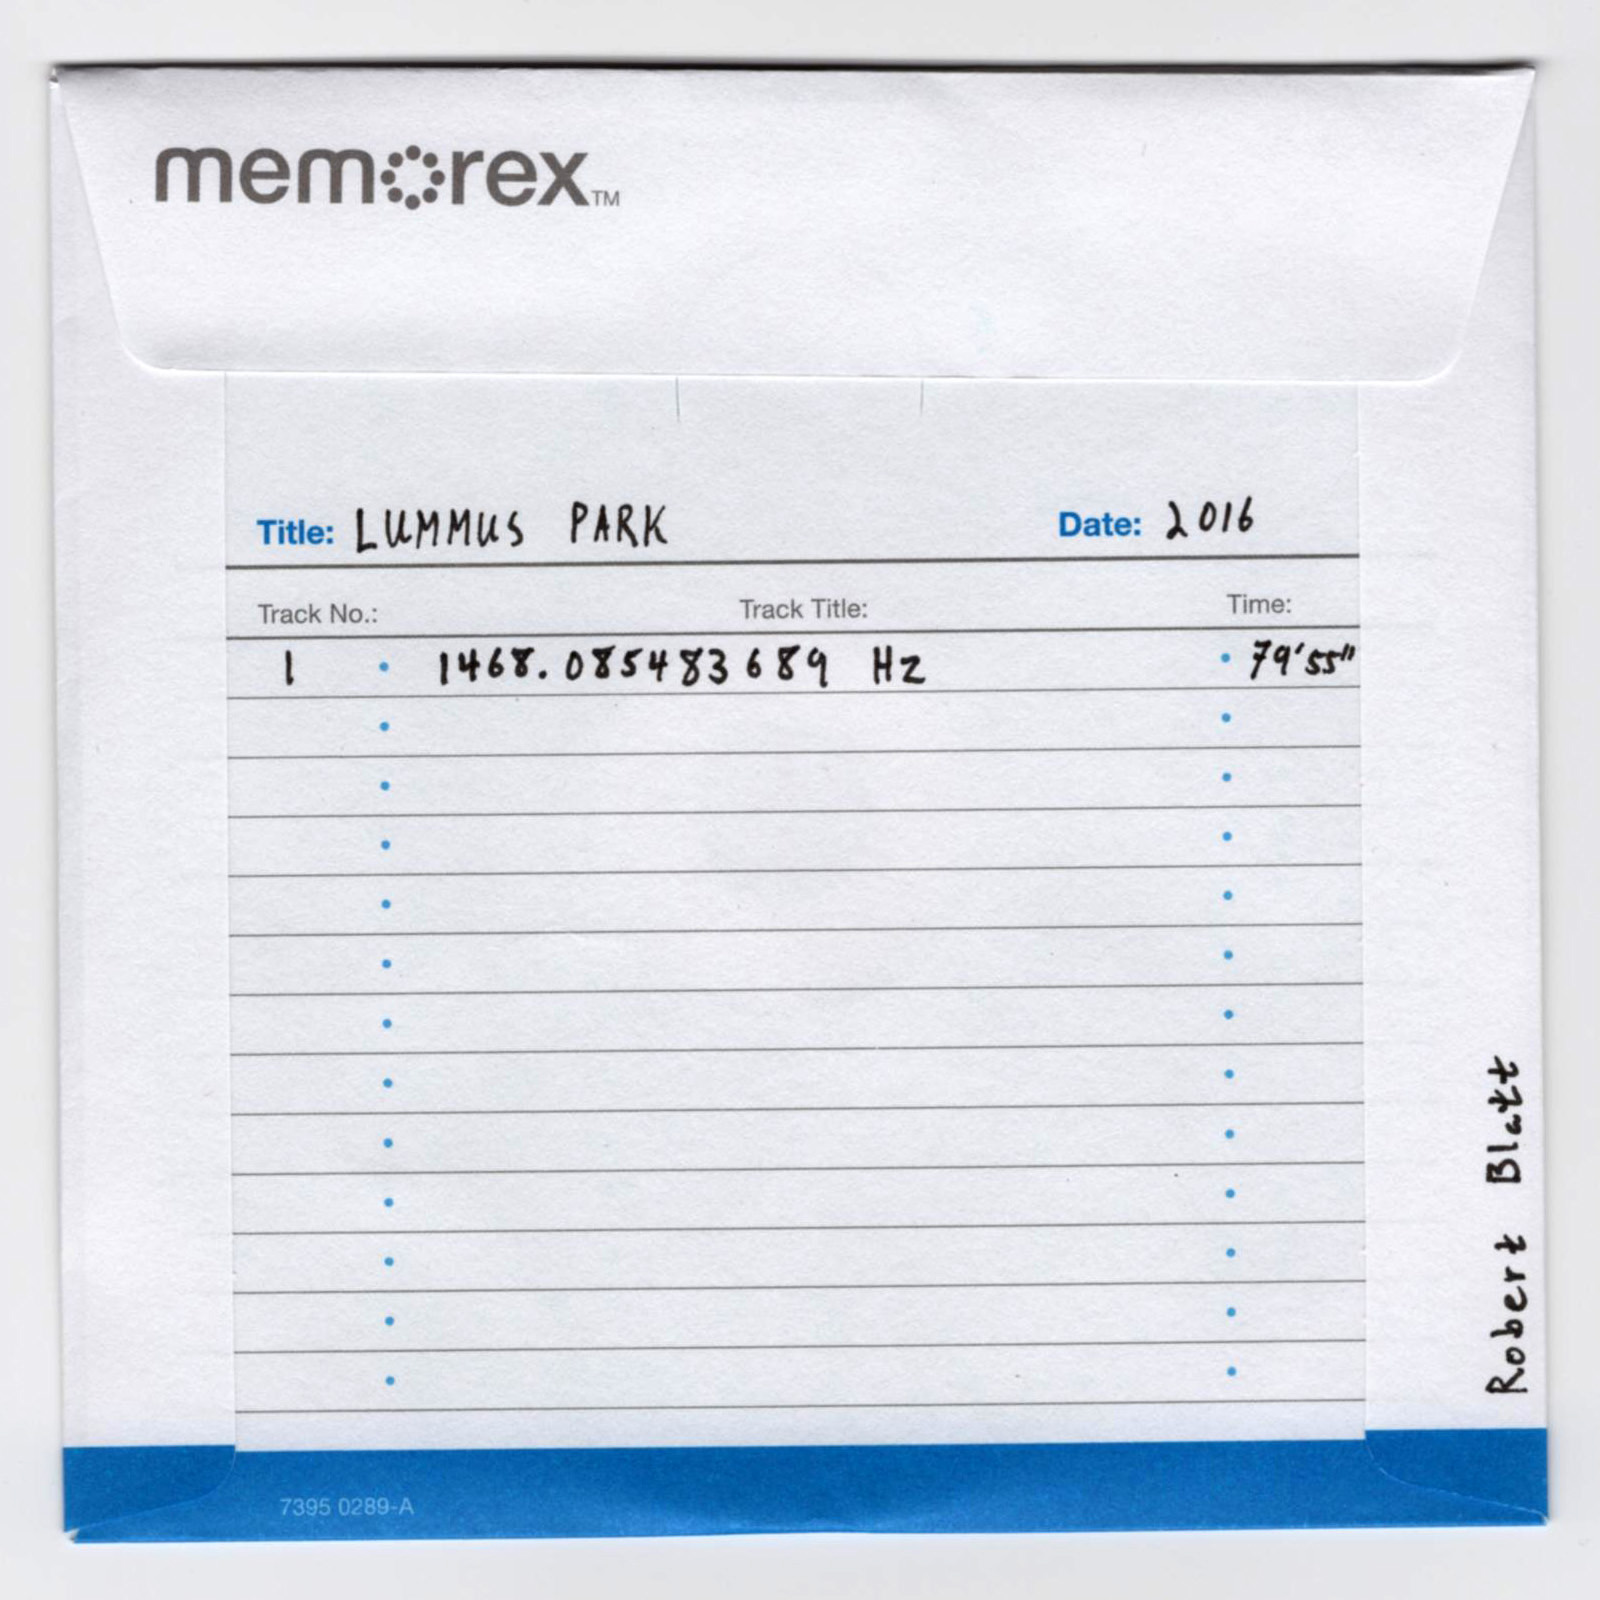 memorex™
Title: LUMMUS PARK Date: 2016
Track No.: Track Title: Time:
1 • 1468.085483689 Hz • 79'55"
Robert Blatt
7395 0289-A